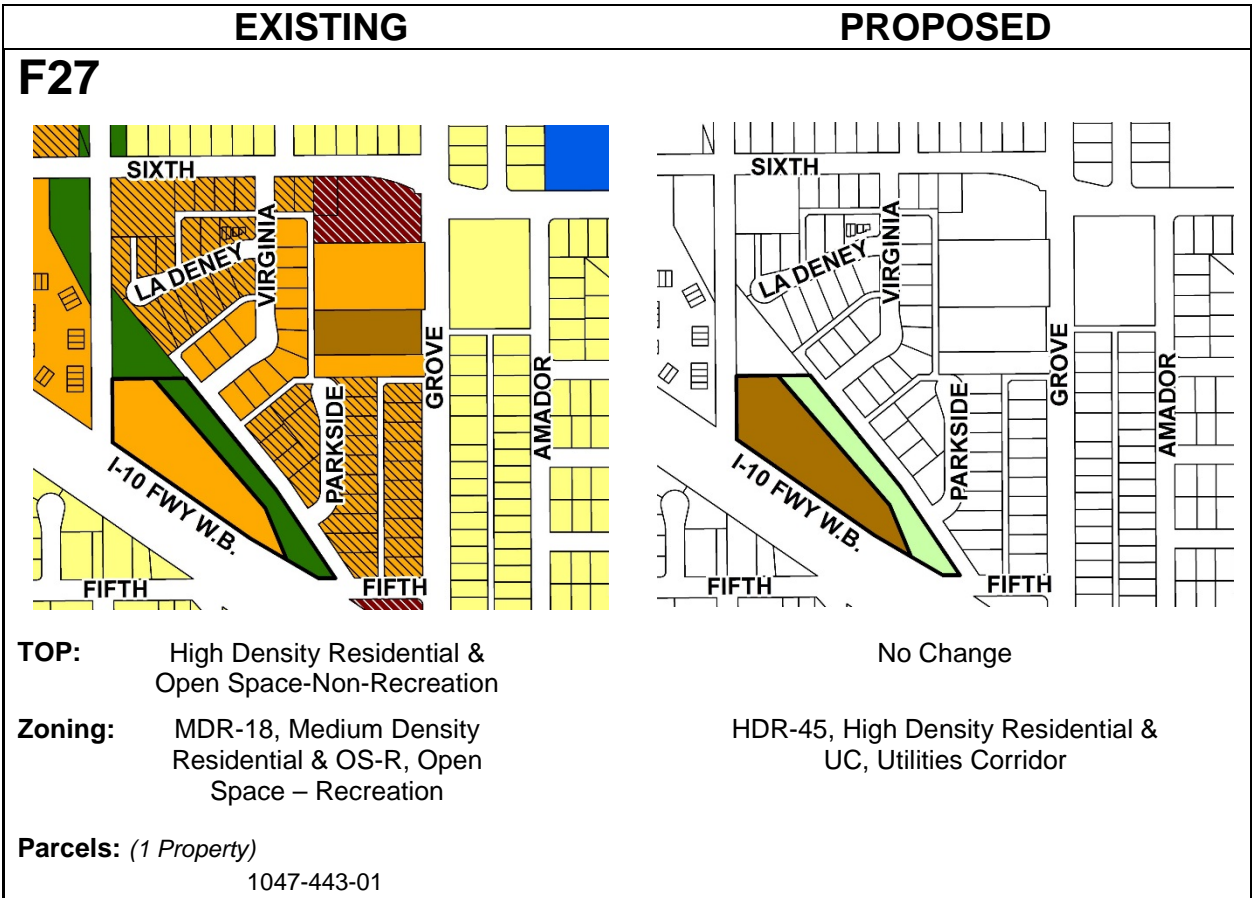 EXISTING
PROPOSED
F27
SIXTH
LA DENEY
VIRGINIA
GROVE
AMADOR
PARKSIDE
I-10 FWY W.B.
FIFTH
FIFTH
SIXTH
LA DENEY
VIRGINIA
GROVE
AMADOR
PARKSIDE
I-10 FWY W.B.
FIFTH
FIFTH
TOP:
High Density Residential &
Open Space-Non-Recreation
No Change
Zoning:
MDR-18, Medium Density
Residential & OS-R, Open
Space – Recreation
HDR-45, High Density Residential &
UC, Utilities Corridor
Parcels: (1 Property)
1047-443-01